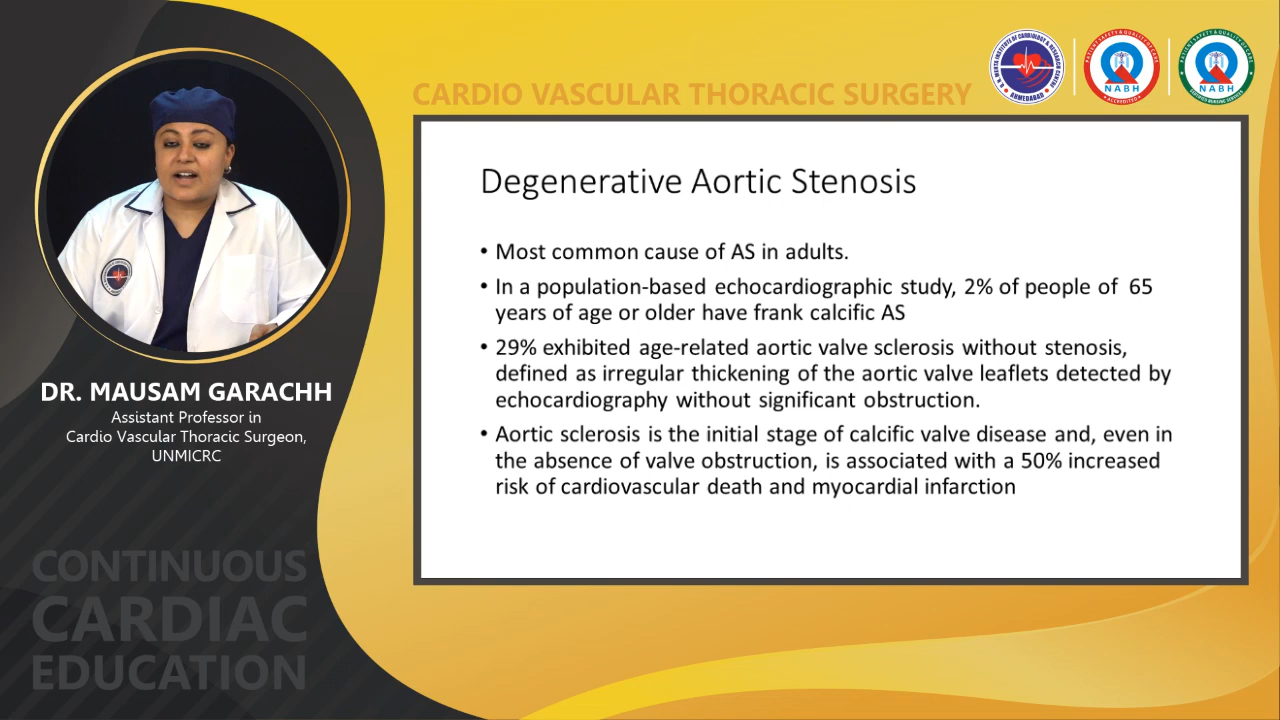 CARDIO VASCULAR THORACIC SURGERY
NABH
NABH
Degenerative Aortic Stenosis
• Most common cause of AS in adults.
• In a population-based echocardiographic study, 2% of people of 65
years of age or older have frank calcific AS
• 29% exhibited age-related aortic valve sclerosis without stenosis,
defined as irregular thickening of the aortic valve leaflets detected by
echocardiography without significant obstruction.
• Aortic sclerosis is the initial stage of calcific valve disease and, even in
the absence of valve obstruction, is associated with a 50% increased
risk of cardiovascular death and myocardial infarction
DR. MAUSAM GARACHH
Assistant Professor in
Cardio Vascular Thoracic Surgeon,
UNMICRC
CONTINUOUS
CARDIAC
EDUCATION